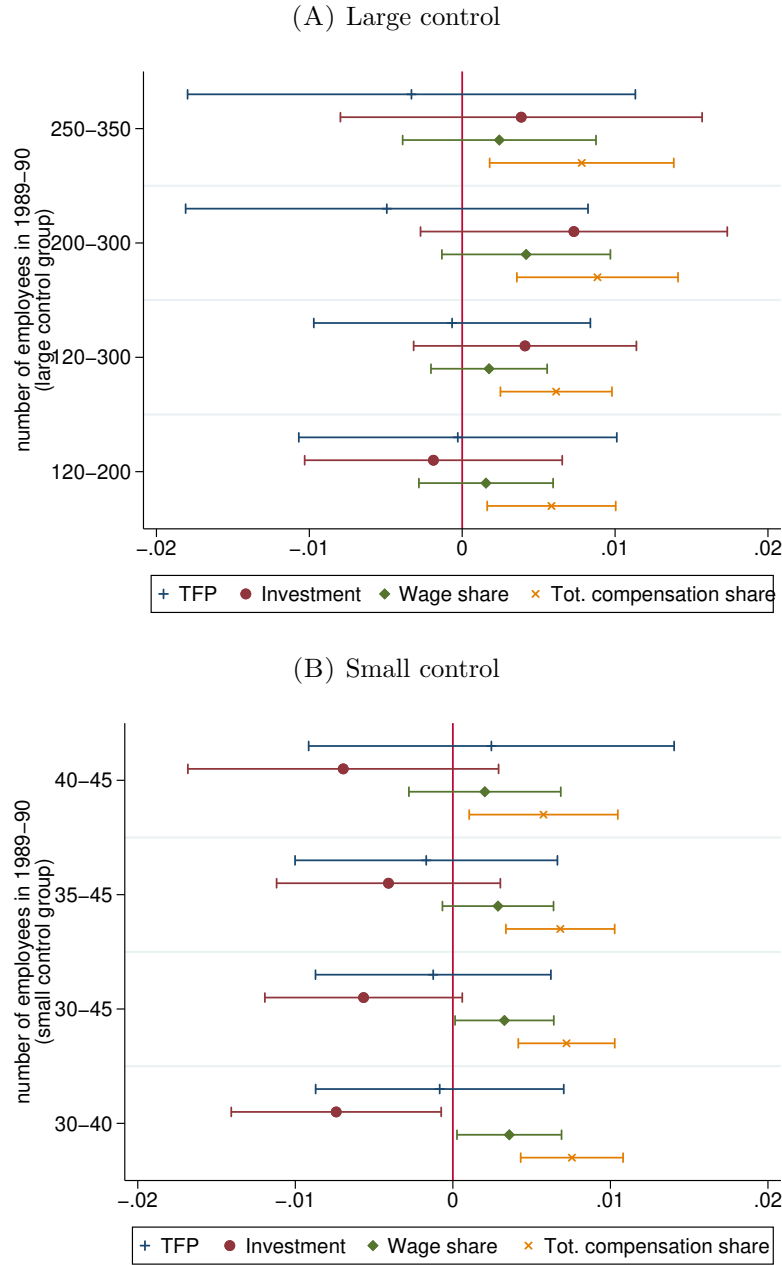 (A) Large control
number of employees in 1989−90
(large control group)
250−350
200−300
120−300
120−200
−.02 −.01 0 .01 .02
TFP Investment Wage share Tot. compensation share
(B) Small control
number of employees in 1989−90
(small control group)
40−45
35−45
30−45
30−40
−.02 −.01 0 .01 .02
TFP Investment Wage share Tot. compensation share